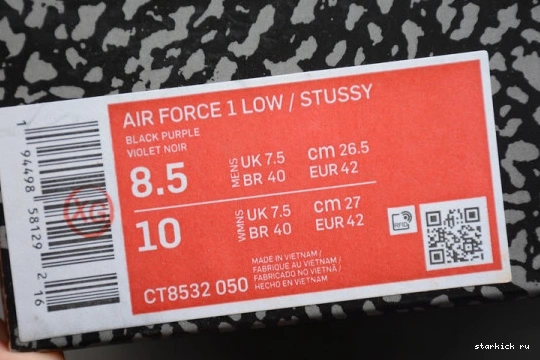 AIR FORCE 1 LOW / STUSSY
BLACK PURPLE
VIOLET NOIR
8.5 MENS UK 7.5 cm 26.5
BR 40 EUR 42
10 WMNS UK 7.5 cm 27
BR 40 EUR 42
RFID
MADE IN VIETNAM /
FABRIQUE AU VIETNAM /
FABRICADO NO VIETNÃ /
HECHO EN VIETNAM
CT8532 050
1 94498 58129 2 16
XG
starkick ru